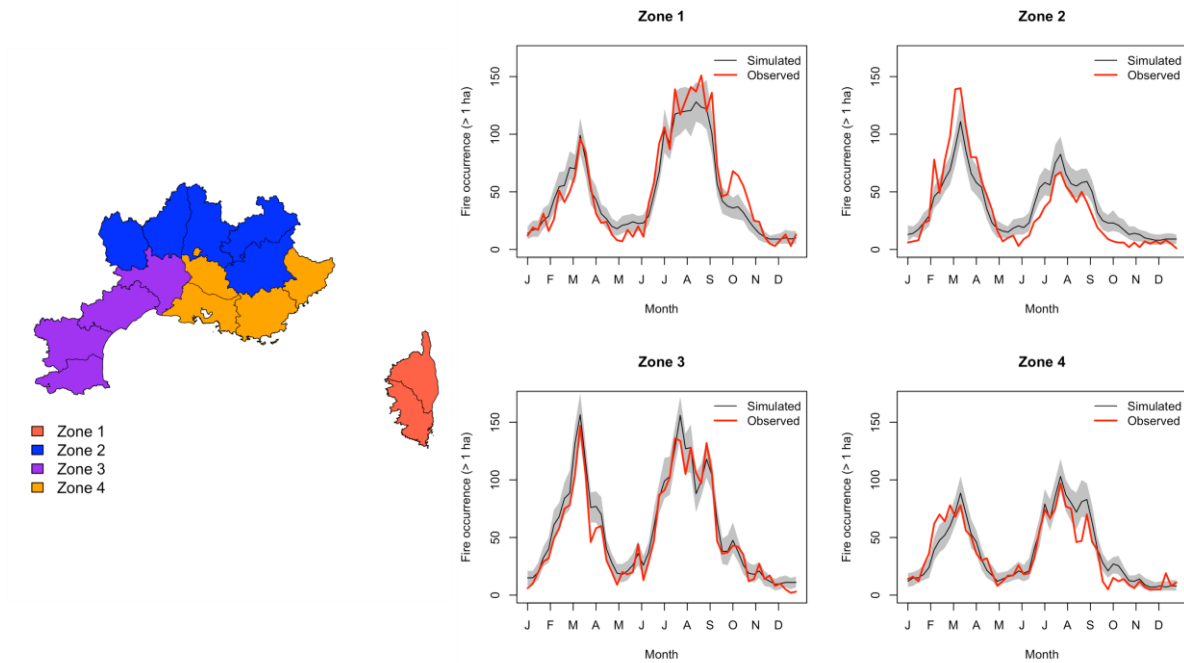 Zone 1
Zone 2
Zone 3
Zone 4
Zone 1
Fire occurrence (> 1 ha)
150
100
50
0
Simulated
Observed
J F M A M J J A S O N D
Month
Zone 2
Fire occurrence (> 1 ha)
150
100
50
0
Simulated
Observed
J F M A M J J A S O N D
Month
Zone 3
Fire occurrence (> 1 ha)
150
100
50
0
Simulated
Observed
J F M A M J J A S O N D
Month
Zone 4
Fire occurrence (> 1 ha)
150
100
50
0
Simulated
Observed
J F M A M J J A S O N D
Month